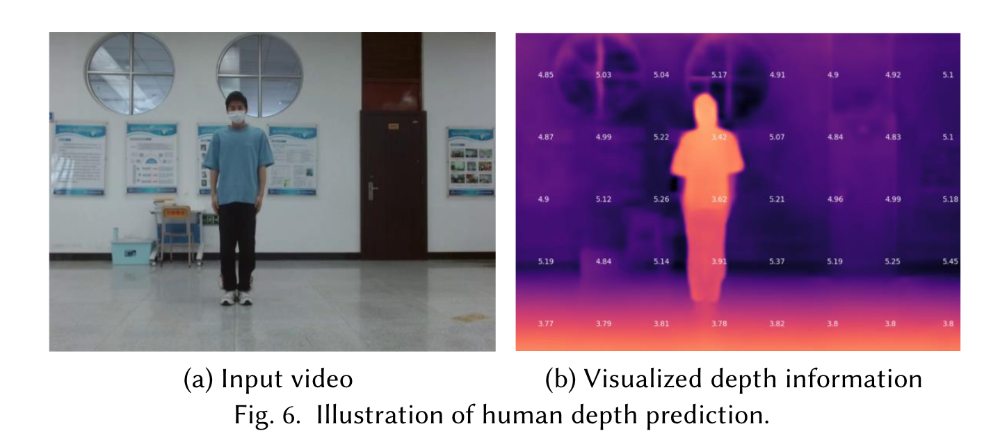 4.85 5.03 5.04 5.17 4.91 4.9 4.92 5.1
4.87 4.99 5.22 3.42 5.07 4.84 4.83 5.1
4.9 5.12 5.26 3.62 5.21 4.96 4.99 5.18
5.19 4.84 5.14 3.91 5.37 5.19 5.25 5.45
3.77 3.79 3.81 3.78 3.82 3.8 3.8 3.8
(a) Input video
(b) Visualized depth information
Fig. 6. Illustration of human depth prediction.